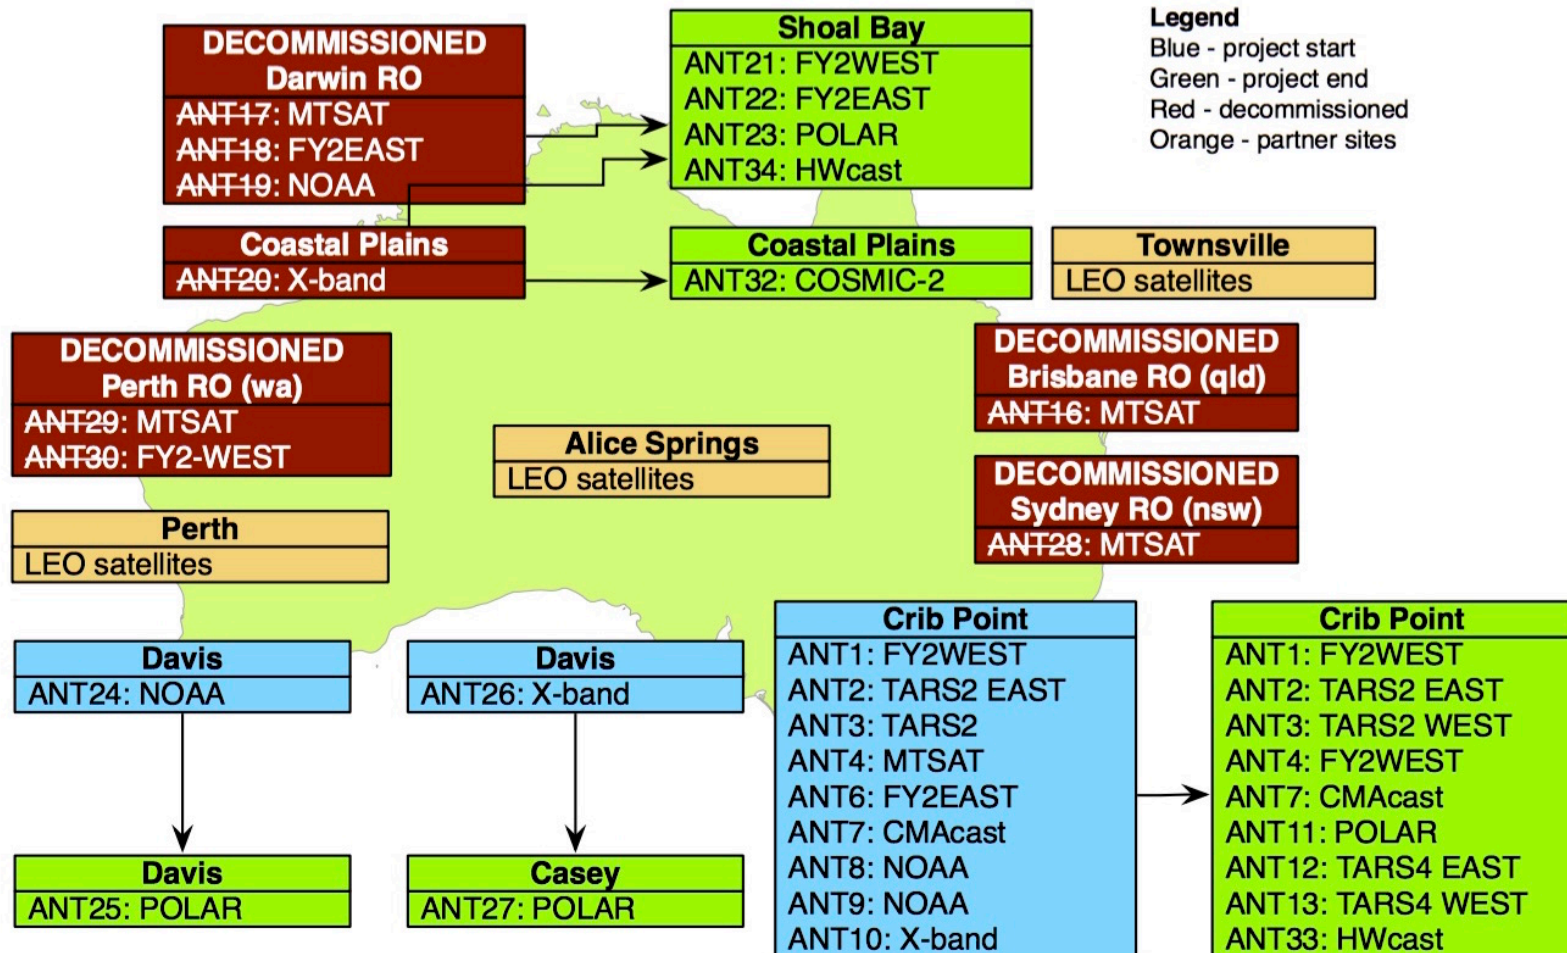 DECOMMISSIONED
Darwin RO
ANT17: MTSAT
ANT18: FY2EAST
ANT19: NOAA
Shoal Bay
ANT21: FY2WEST
ANT22: FY2EAST
ANT23: POLAR
ANT34: HWcast
Legend
Blue - project start
Green - project end
Red - decommissioned
Orange - partner sites
Coastal Plains
ANT20: X-band
Coastal Plains
ANT32: COSMIC-2
Townsville
LEO satellites
DECOMMISSIONED
Perth RO (wa)
ANT29: MTSAT
ANT30: FY2-WEST
DECOMMISSIONED
Brisbane RO (qld)
ANT16: MTSAT
Alice Springs
LEO satellites
DECOMMISSIONED
Sydney RO (nsw)
ANT28: MTSAT
Perth
LEO satellites
Davis
ANT24: NOAA
Davis
ANT26: X-band
Crib Point
ANT1: FY2WEST
ANT2: TARS2 EAST
ANT3: TARS2
ANT4: MTSAT
ANT6: FY2EAST
ANT7: CMAcast
ANT8: NOAA
ANT9: NOAA
ANT10: X-band
Crib Point
ANT1: FY2WEST
ANT2: TARS2 EAST
ANT3: TARS2 WEST
ANT4: FY2WEST
ANT7: CMAcast
ANT11: POLAR
ANT12: TARS4 EAST
ANT13: TARS4 WEST
ANT33: HWcast
Davis
ANT25: POLAR
Casey
ANT27: POLAR